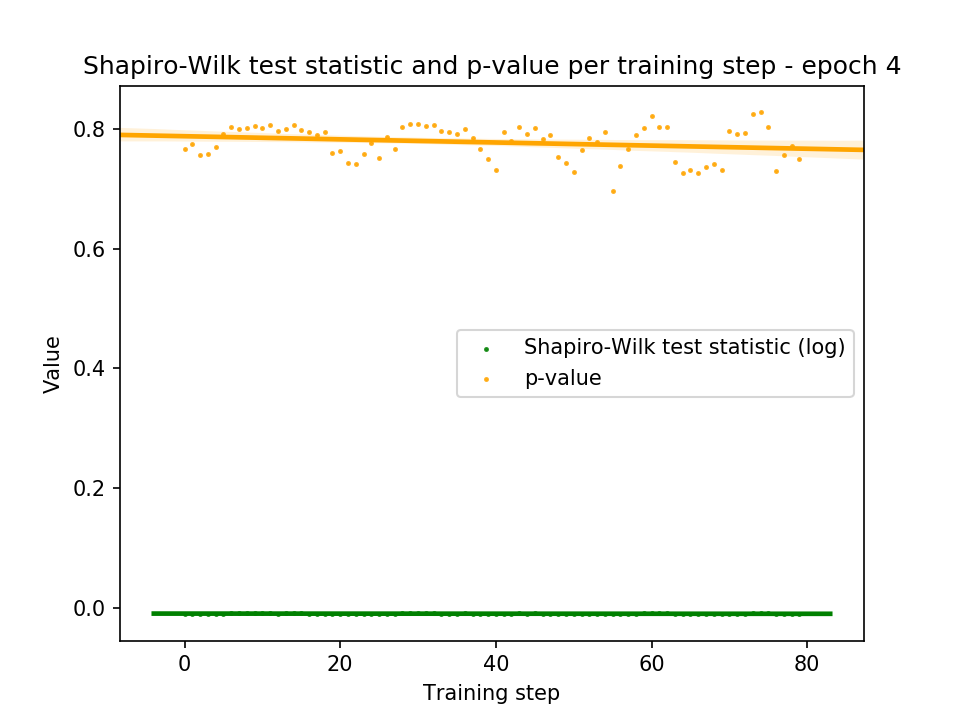 Shapiro-Wilk test statistic and p-value per training step - epoch 4
0.8
0.6
0.4
0.2
0.0
Value
Shapiro-Wilk test statistic (log)
p-value
0 20 40 60 80
Training step